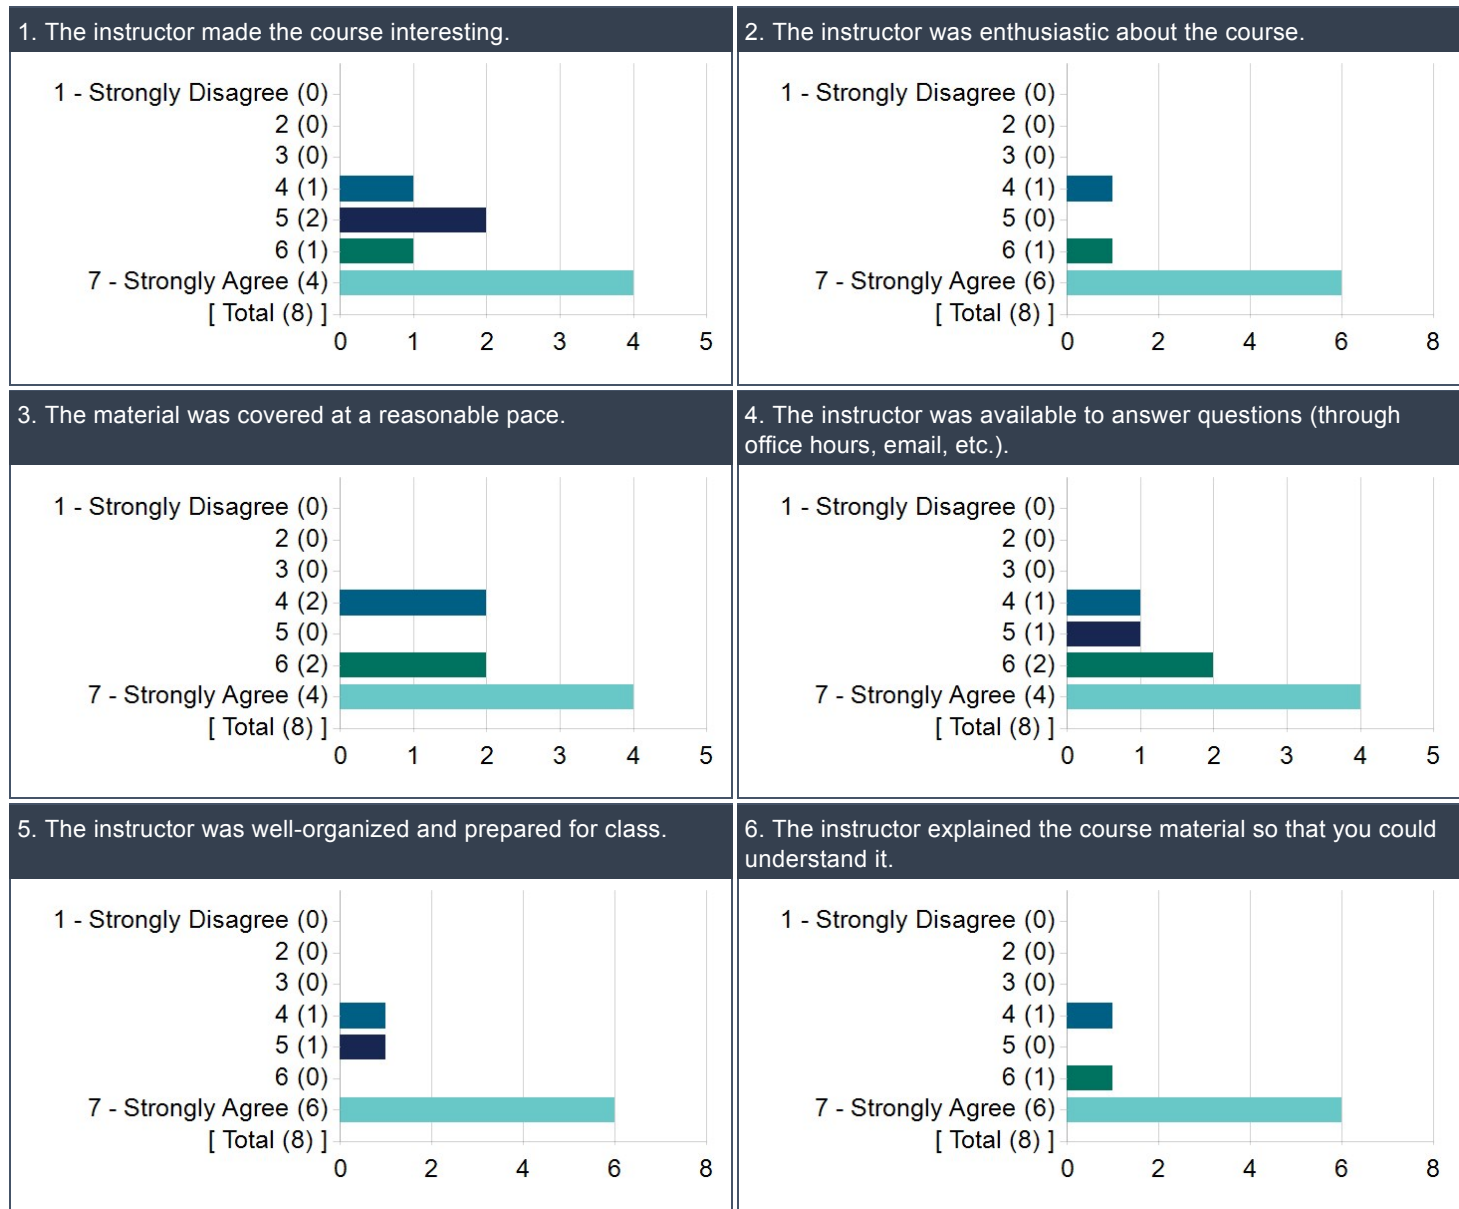 1. The instructor made the course interesting.
1 - Strongly Disagree (0)
2 (0)
3 (0)
4 (1)
5 (2)
6 (1)
7 - Strongly Agree (4)
[ Total (8) ]
0 1 2 3 4 5
2. The instructor was enthusiastic about the course.
1 - Strongly Disagree (0)
2 (0)
3 (0)
4 (1)
5 (0)
6 (1)
7 - Strongly Agree (6)
[ Total (8) ]
0 2 4 6 8
3. The material was covered at a reasonable pace.
1 - Strongly Disagree (0)
2 (0)
3 (0)
4 (2)
5 (0)
6 (2)
7 - Strongly Agree (4)
[ Total (8) ]
0 1 2 3 4 5
4. The instructor was available to answer questions (through
office hours, email, etc.).
1 - Strongly Disagree (0)
2 (0)
3 (0)
4 (1)
5 (1)
6 (2)
7 - Strongly Agree (4)
[ Total (8) ]
0 1 2 3 4 5
5. The instructor was well-organized and prepared for class.
1 - Strongly Disagree (0)
2 (0)
3 (0)
4 (1)
5 (1)
6 (0)
7 - Strongly Agree (6)
[ Total (8) ]
0 2 4 6 8
6. The instructor explained the course material so that you could
understand it.
1 - Strongly Disagree (0)
2 (0)
3 (0)
4 (1)
5 (0)
6 (1)
7 - Strongly Agree (6)
[ Total (8) ]
0 2 4 6 8